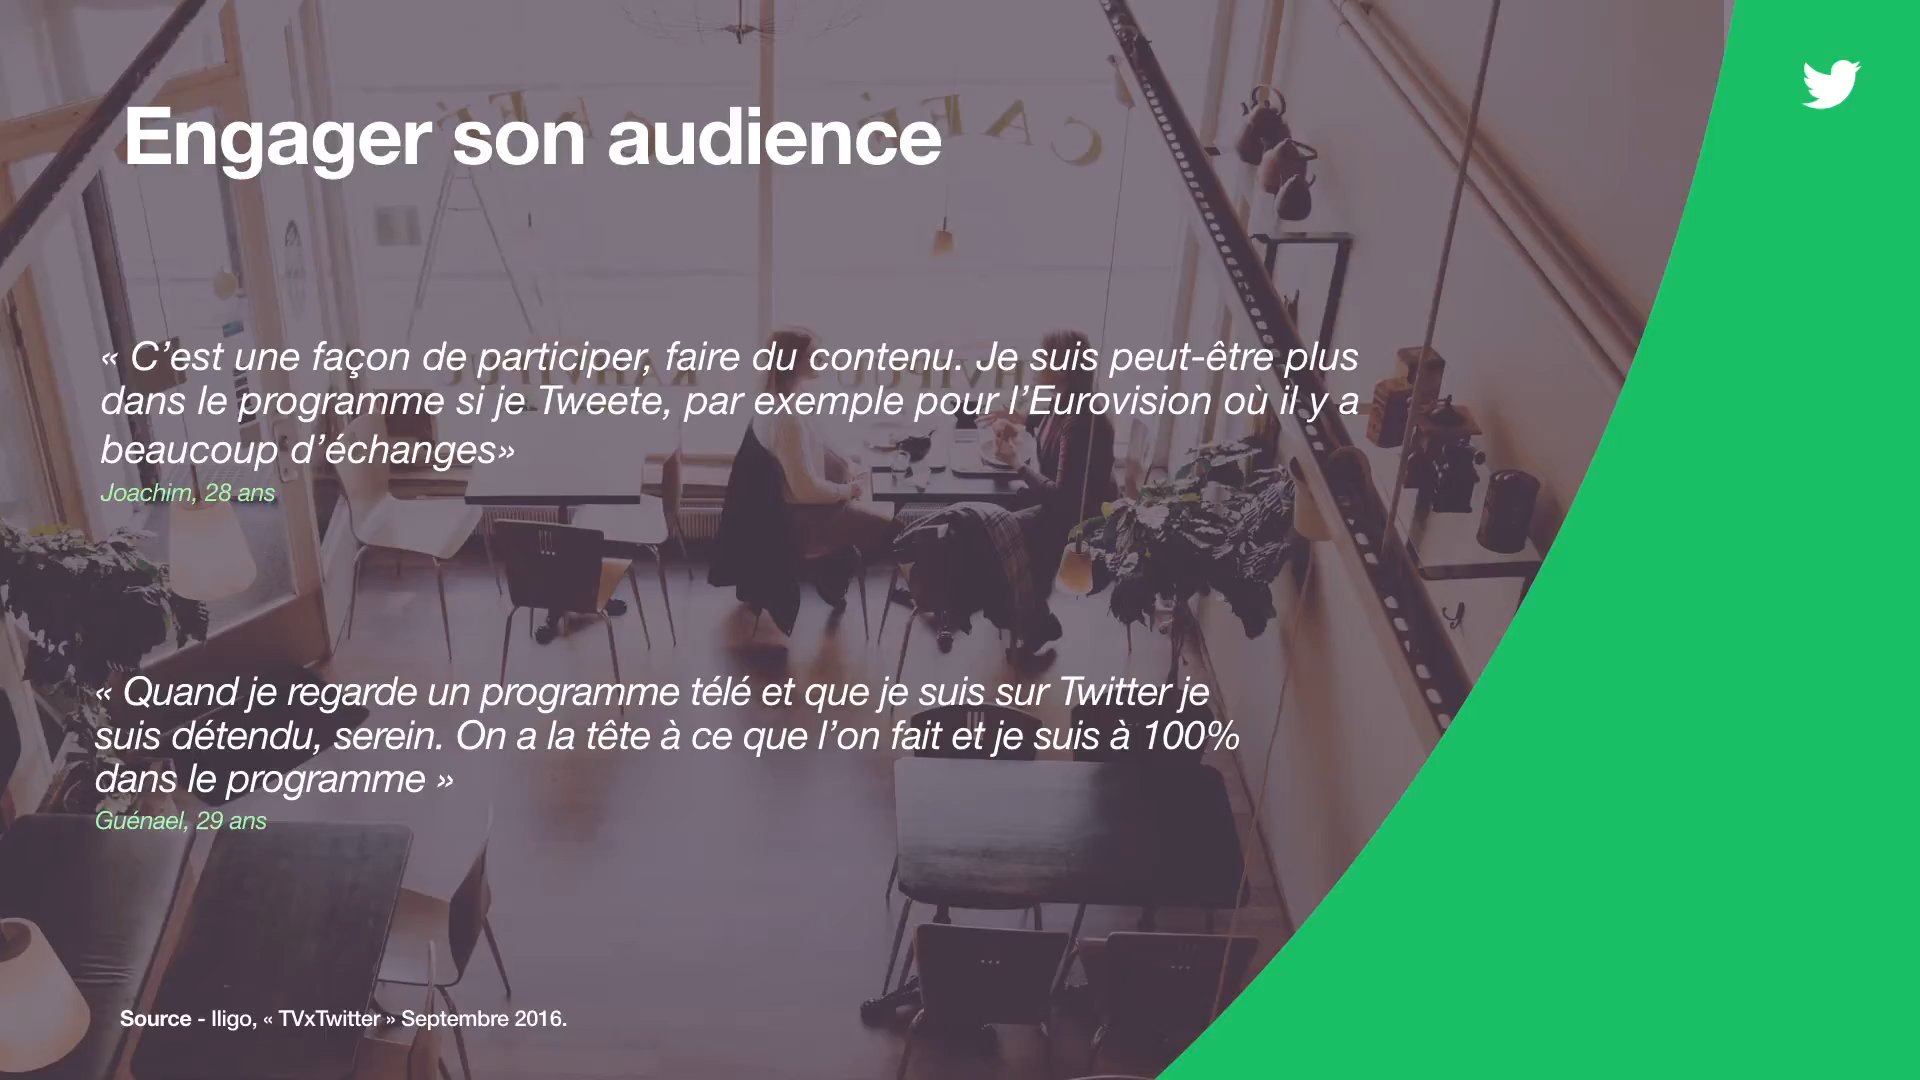 Engager son audience
« C’est une façon de participer, faire du contenu. Je suis peut-être plus
dans le programme si je Tweete, par exemple pour l’Eurovision où il y a
beaucoup d’échanges»
Joachim, 28 ans
« Quand je regarde un programme télé et que je suis sur Twitter je
suis détendu, serein. On a la tête à ce que l’on fait et je suis à 100%
dans le programme »
Guénael, 29 ans
Source - Iligo, « TVxTwitter » Septembre 2016.